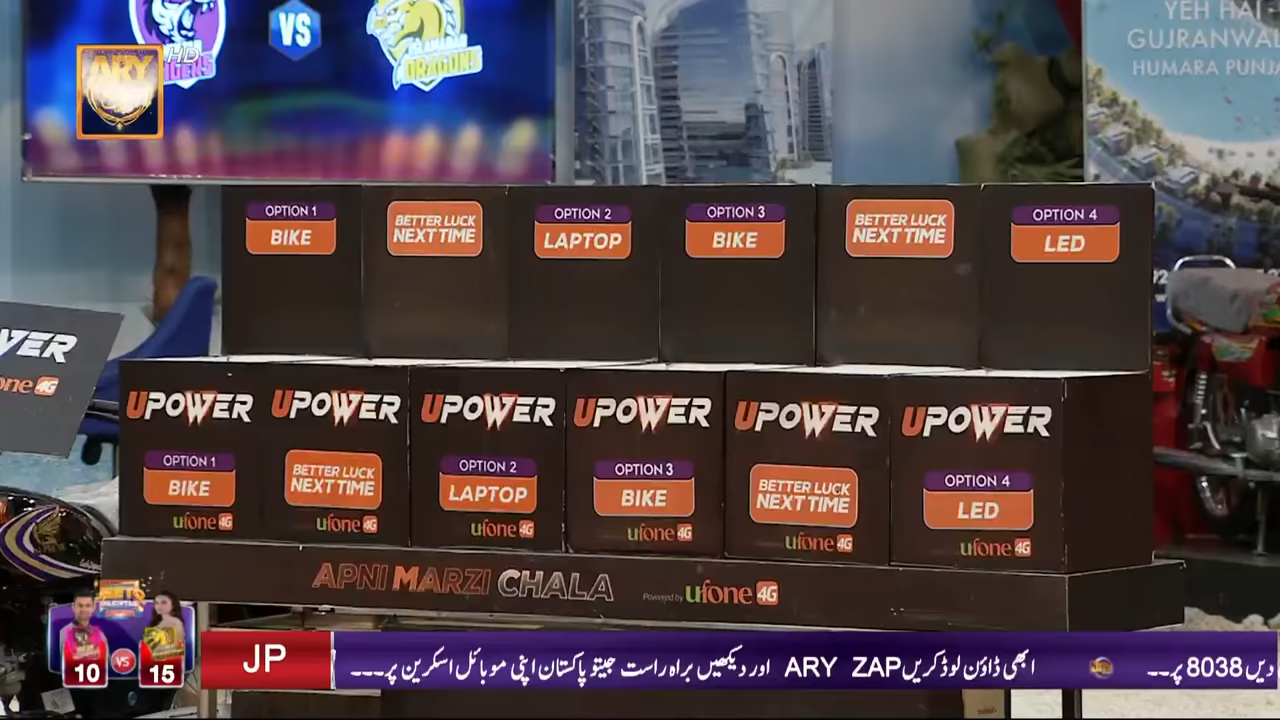 VS
ISLAMABAD
DRAGONS
ARY
HD
YEH HAI
HUMARA
OPTION 1
BIKE
BETTER LUCK
NEXT TIME
OPTION 2
LAPTOP
OPTION 3
BIKE
BETTER LUCK
NEXT TIME
OPTION 4
LED
UPOWER
OPTION 1
BIKE
ufone 4G
UPOWER
BETTER LUCK
NEXT TIME
ufone 4G
UPOWER
OPTION 2
LAPTOP
ufone 4G
UPOWER
OPTION 3
BIKE
ufone 4G
UPOWER
BETTER LUCK
NEXT TIME
ufone 4G
UPOWER
OPTION 4
LED
ufone 4G
APNI MARZI CHALA
Powered by ufone 4G
10 VS 15
JP
دیں 8038 پر۔۔
ابھی ڈاؤن لوڈ کریں ARY ZAP اور دیکھیں براہ راست جیتو پاکستان اپنی موبائل اسکرین پر۔۔۔